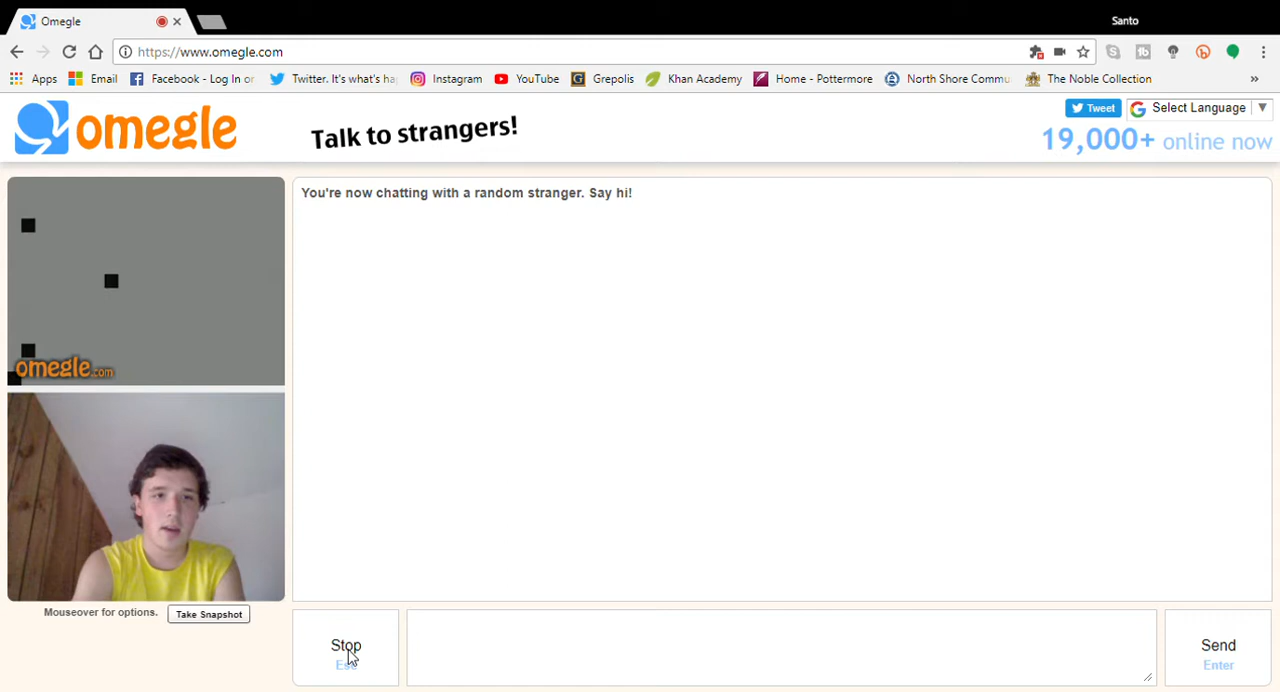 Omegle
Santo
https://www.omegle.com
Apps Email Facebook - Log In or Twitter. It's what's ha Instagram YouTube Grepolis Khan Academy Home - Pottermore North Shore Commu The Noble Collection »
omegle Talk to strangers!
Tweet Select Language ▼
19,000+ online now
You're now chatting with a random stranger. Say hi!
omegle.com
Mouseover for options. Take Snapshot
Stop
Esc
Send
Enter